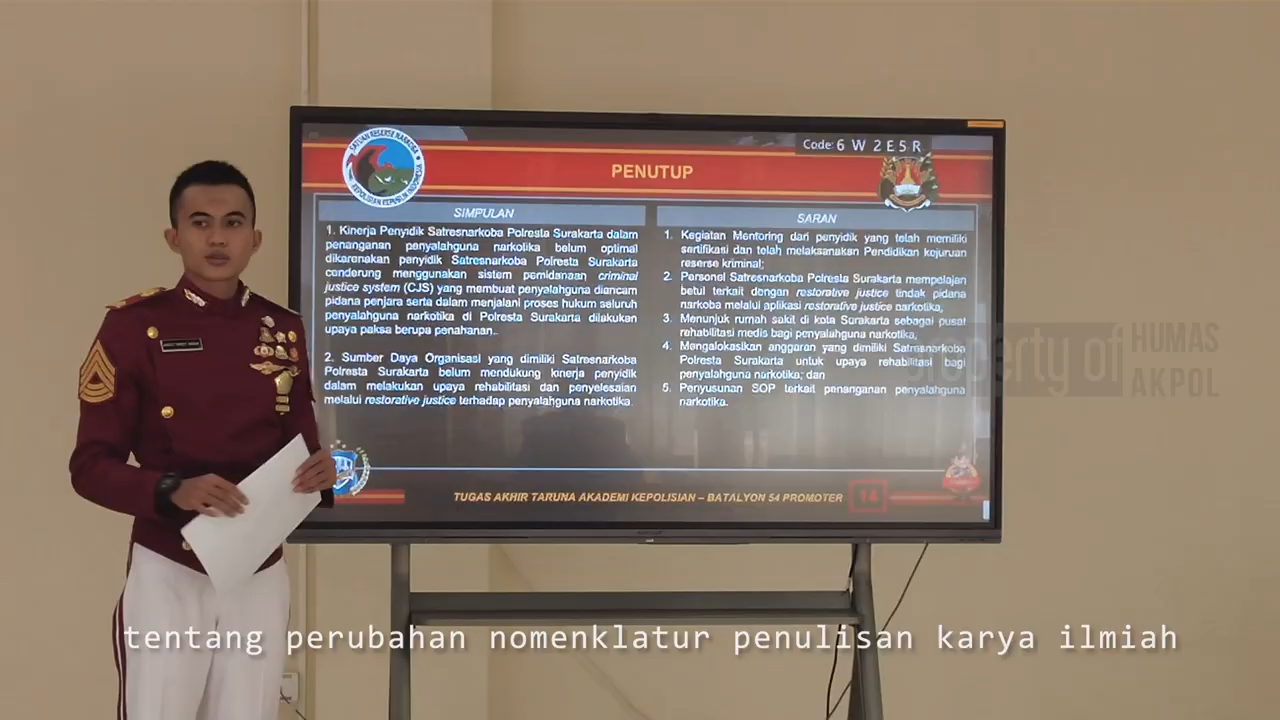 Code: 6 W 2E5R
SATUAN RESERSE NARKOBA
KEPOLISIAN RESORTA
PENUTUP
SIMPULAN
1. Kinerja Penyidik Satresnarkoba Polresta Surakarta dalam
penanganan penyalahguna narkotika belum optimal
dikarenakan penyidik Satresnarkoba Polresta Surakarta
cenderung menggunakan sistem pemidanaan criminal
justice system (CJS) yang membuat penyalahguna diancam
pidana penjara serta dalam menjalani proses hukum seluruh
penyalahguna narkotika di Polresta Surakarta dilakukan
upaya paksa berupa penahanan..
2. Sumber Daya Organisasi yang dimiliki Satresnarkoba
Polresta Surakarta belum mendukung kinerja penyidik
dalam melakukan upaya rehabilitasi dan penyelesaian
melalui restorative justice terhadap penyalahguna narkotika.
SARAN
1. Kegiatan Mentoring dari penyidik yang telah memiliki
sertifikasi dan telah melaksanakan Pendidikan kejuruan
reserse kriminal;
2. Personel Satresnarkoba Polresta Surakarta mempelajari
betul terkait dengan restorative justice tindak pidana
narkoba melalui aplikasi restorative justice narkotika;
3. Menunjuk rumah sakit di kota Surakarta sebagai pusat
rehabilitasi medis bagi penyalahguna narkotika;
4. Mengalokasikan anggaran yang dimiliki Satresnarkoba
Polresta Surakarta untuk upaya rehabilitasi bagi
penyalahguna narkotika; dan
5. Penyusunan SOP terkait penanganan penyalahguna
narkotika.
property of HUMAS
AKPOL
TUGAS AKHIR TARUNA AKADEMI KEPOLISIAN – BATALYON 54 PROMOTER 14
tentang perubahan nomenklatur penulisan karya ilmiah